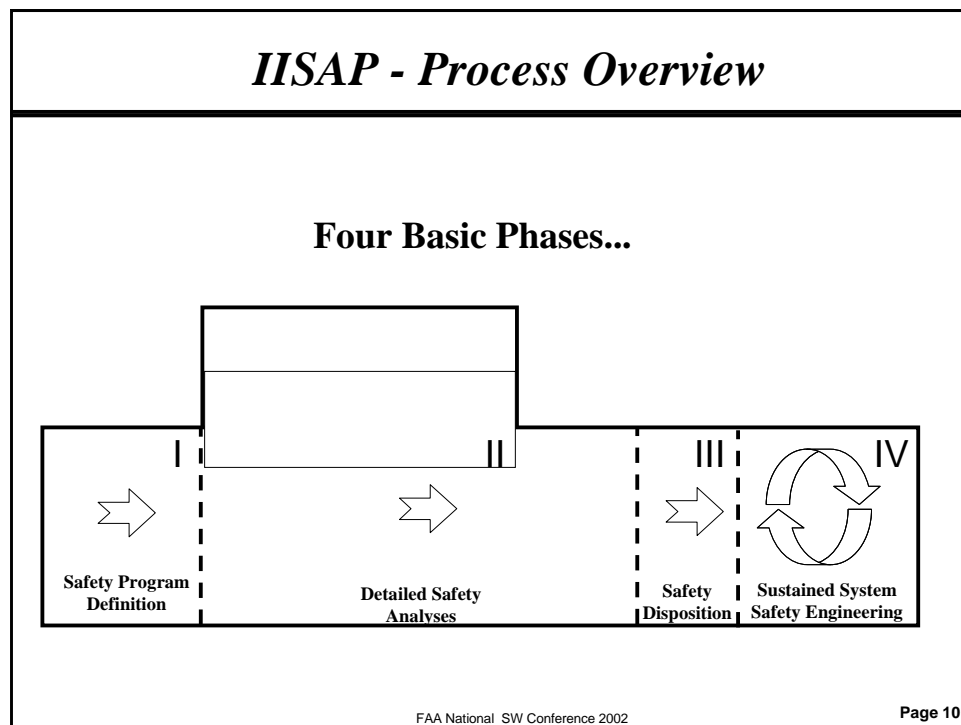 IISAP - Process Overview
Four Basic Phases...
I
II
III
IV
Safety Program
Definition
Detailed Safety
Analyses
Safety
Disposition
Sustained System
Safety Engineering
FAA National SW Conference 2002
Page 10